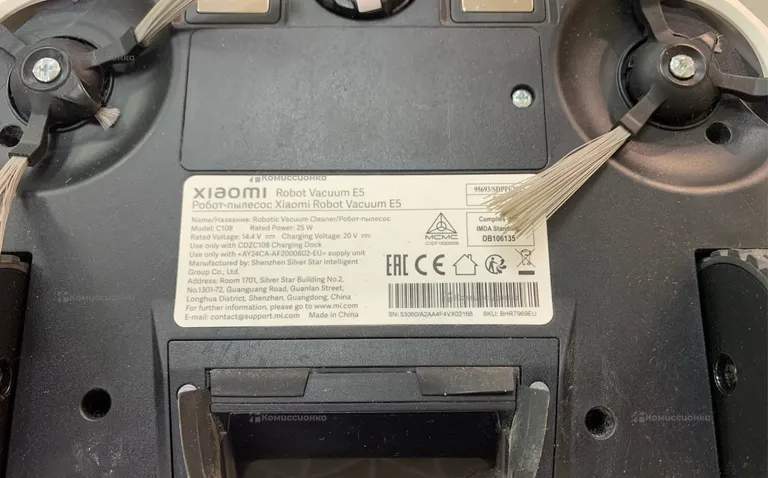 Комиссионка
Комиссионка
xiaomi Robot Vacuum E5
Робот-пылесос Xiaomi Robot Vacuum E5
Name/Название: Robotic Vacuum Cleaner/Робот-пылесос
Model: C108 Rated Power: 25 W
Rated Voltage: 14.4 V Charging Voltage: 20 V
Use only with CDZC108 Charging Dock
Use only with <AY24CA-AF2000602-EU> supply unit
Manufactured by: Shenzhen Silver Star Intelligent
Group Co., Ltd.
Address: Room 1701, Silver Star Building No.2,
No.1301-72, Guanguang Road, Guanlan Street,
Longhua District, Shenzhen, Guangdong, China
For further information, please go to www.mi.com
E-mail: contact@support.mi.com Made in China
MCMC
Complies
IMDA
DB106135
EAC CE
SKU: BHR7969EU
Комиссионка
Комиссионка
Комиссионка